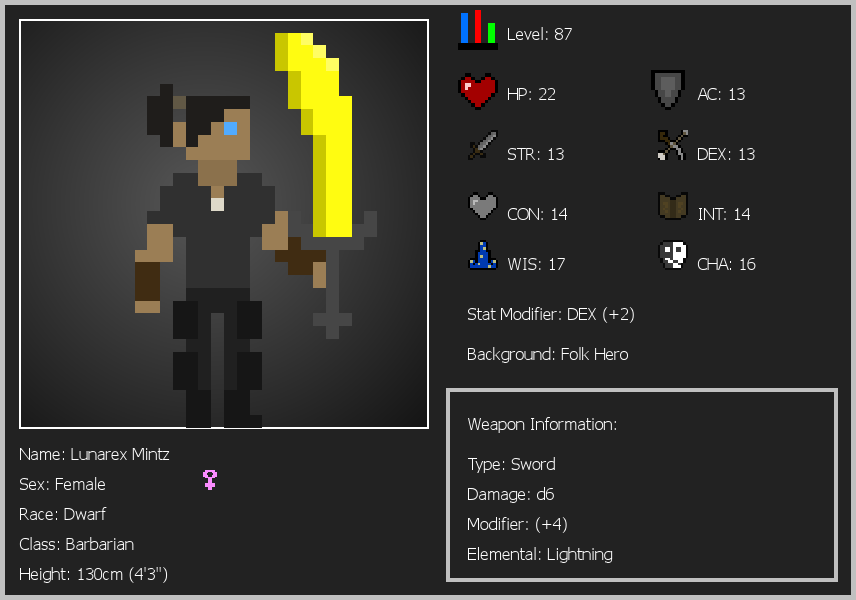 Level: 87
HP: 22
AC: 13
STR: 13
DEX: 13
CON: 14
INT: 14
WIS: 17
CHA: 16
Stat Modifier: DEX (+2)
Background: Folk Hero
Weapon Information:
Type: Sword
Damage: d6
Modifier: (+4)
Elemental: Lightning
Name: Lunarex Mintz
Sex: Female
Race: Dwarf
Class: Barbarian
Height: 130cm (4'3")